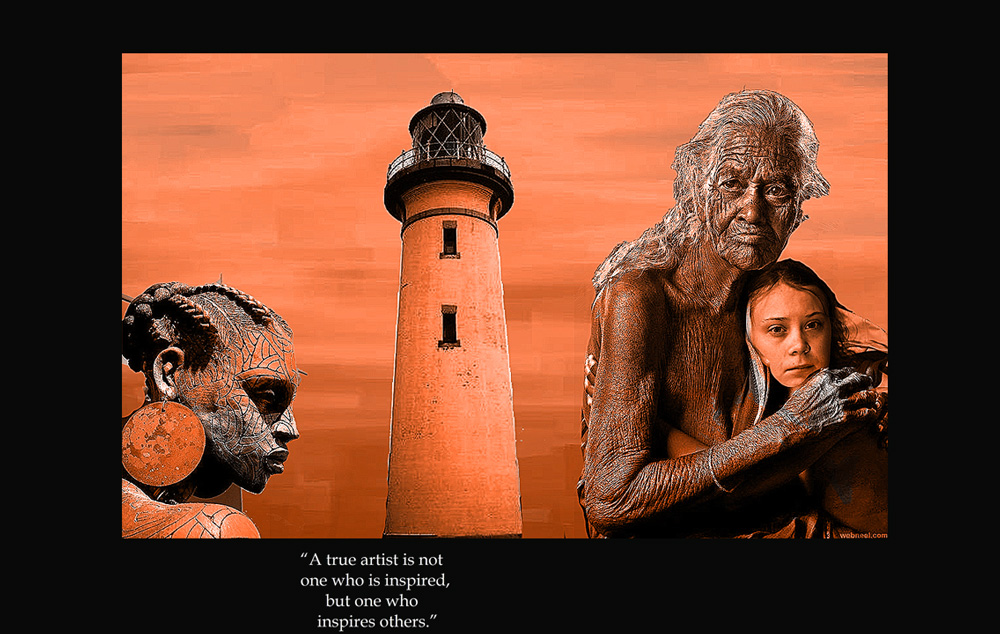 webneel.com
“A true artist is not
one who is inspired,
but one who
inspires others.”